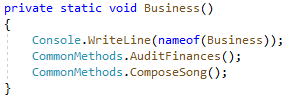 private static void Business()
{
    Console.WriteLine(nameof(Business));
    CommonMethods.AuditFinances();
    CommonMethods.ComposeSong();
}